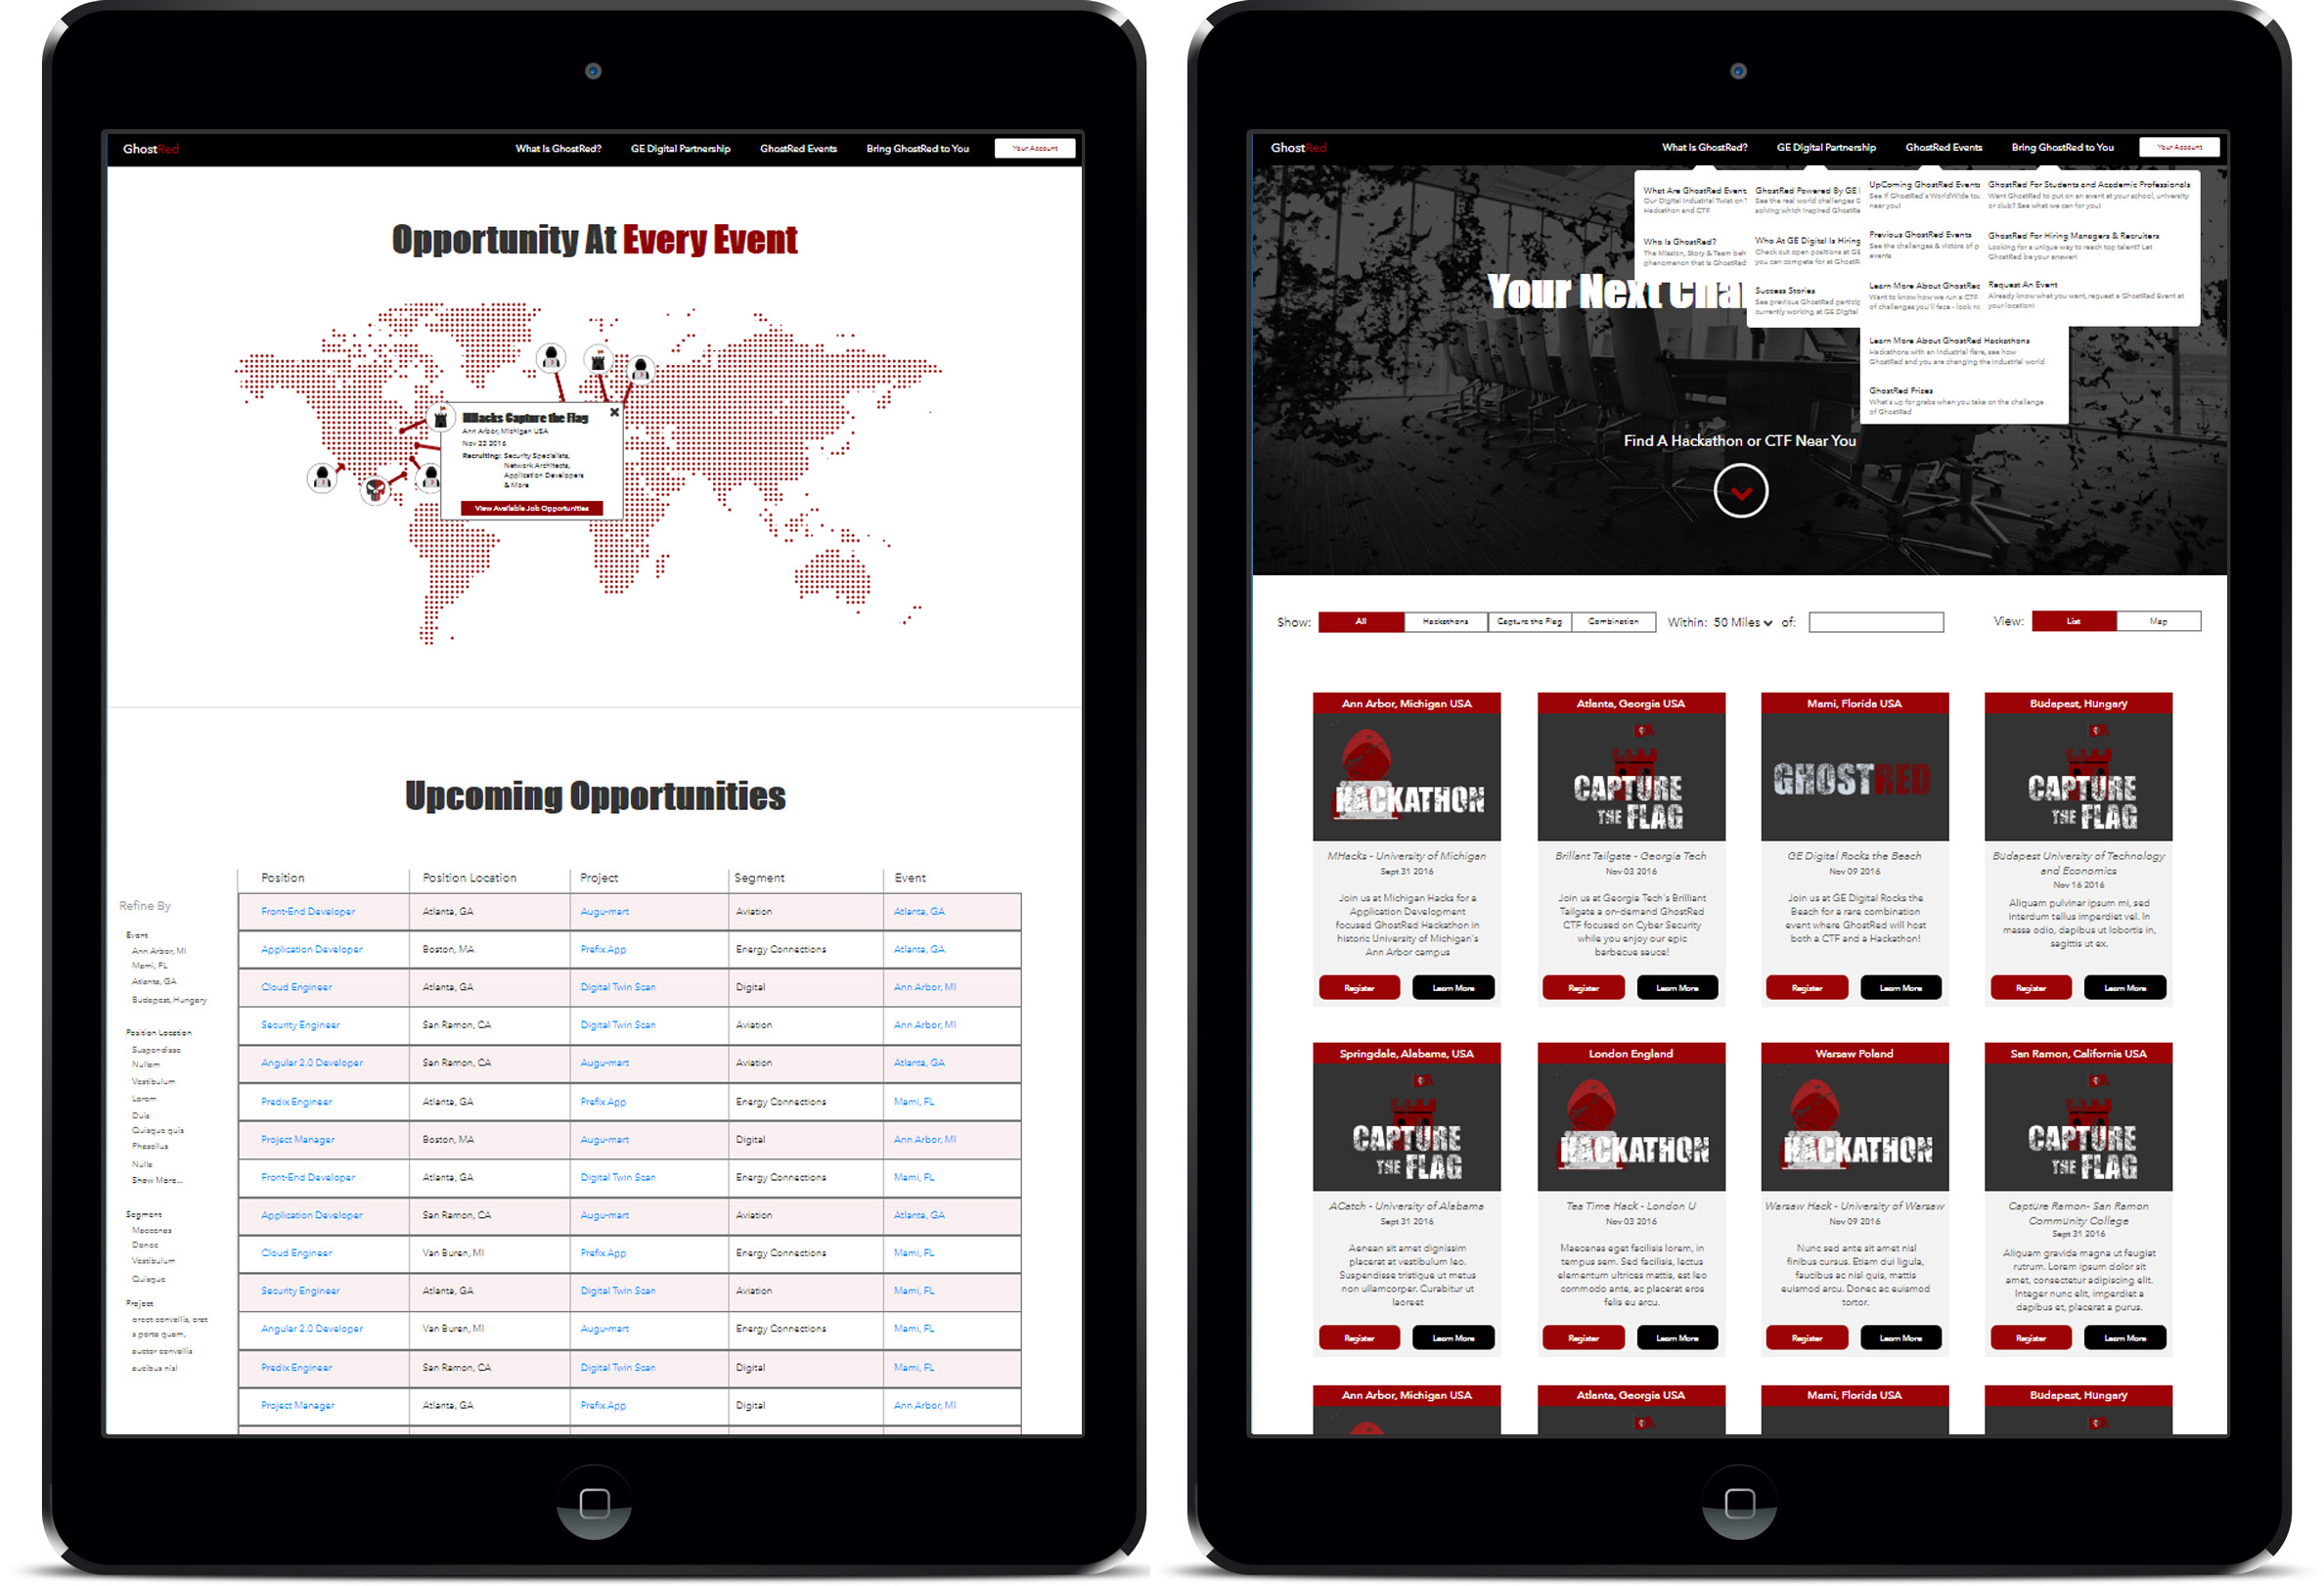 GhostRed
What Is GhostRed?
GE Digital Partnership
GhostRed Events
Bring GhostRed to You
Your Account
Opportunity At Every Event
MHacks Capture the Flag
Ann Arbor, Michigan USA
Nov 23 2016
Recruiting: Security Specialists,
Network Architects,
Application Developers
& More
View Available Job Opportunities
Upcoming Opportunities
Refine By
Event
Ann Arbor, MI
Mami, FL
Atlanta, GA
Budapest, Hungary
Position Location
Suspendisse
Nullam
Vestibulum
Lorem
Duis
Quisque quis
Phasellus
Nulla
Show More...
Segment
Maecenas
Donec
Vestibulum
Quisque
Project
orcet convallis, erat
a porta quam,
auctor convallis
Position Position Location Project Segment Event
Front-End Developer Atlanta, GA Augu-mart Aviation Atlanta, GA
Application Developer Boston, MA Prefix App Energy Connections Atlanta, GA
Cloud Engineer Atlanta, GA Digital Twin Scan Digital Ann Arbor, MI
Security Engineer San Ramon, CA Digital Twin Scan Aviation Ann Arbor, MI
Angular 2.0 Developer San Ramon, CA Augu-mart Aviation Atlanta, GA
Predix Engineer Atlanta, GA Prefix App Energy Connections Mami, FL
Project Manager Boston, MA Augu-mart Digital Ann Arbor, MI
Front-End Developer Atlanta, GA Digital Twin Scan Energy Connections Mami, FL
Application Developer San Ramon, CA Augu-mart Aviation Atlanta, GA
Cloud Engineer Van Buren, MI Prefix App Energy Connections Mami, FL
Security Engineer Atlanta, GA Digital Twin Scan Aviation Mami, FL
Angular 2.0 Developer Van Buren, MI Augu-mart Energy Connections Mami, FL
Predix Engineer San Ramon, CA Digital Twin Scan Digital Mami, FL
Project Manager Atlanta, GA Prefix App Digital Ann Arbor, MI
GhostRed
What Is GhostRed?
GE Digital Partnership
GhostRed Events
Bring GhostRed to You
Your Account
What Are GhostRed Event
Our Digital Industrial Twist on
Hackathon and CTF
Who Is GhostRed?
The Mission, Story & Team
phenomenon that is GhostRed
GhostRed Powered By GE
See the real world challenges
solving which inspired
Who At GE Digital Is Hiring
Check out open positions at GE
you can compete for at
Success Stories
See previous GhostRed
currently working at GE Digital
UpComing GhostRed Events
See if GhostRed's WorldWide
near you!
Previous GhostRed Events
See the challenges & victors of
events
Learn More About
Want to know how we run a CTF
of challenges you'll face - look
Learn More About GhostRed Hackathons
Hackathons with an industrial flare, see how
GhostRed and you are changing the industrial world
GhostRed Prizes
What's up for grabs when you take on the challenge
of GhostRed
GhostRed For Students and Academic Professionals
Want GhostRed to put on an event at your school, university
or club? See what we can for you!
GhostRed For Hiring Managers & Recruiters
Looking for a unique way to reach top talent? Let
GhostRed be your answer!
Request An Event
Already know what you want, request a GhostRed Event at
your location!
Your Next Cha
Find A Hackathon or CTF Near You
Show: All Hackathons Capture the Flag Combination Within: 50 Miles of: View: List Map
Ann Arbor, Michigan USA
HACKATHON
MHacks - University of Michigan
Sept 31 2016
Join us at Michigan Hacks for a
Application Development
focused GhostRed Hackathon in
historic University of Michigan's
Ann Arbor campus
Register Learn More
Atlanta, Georgia USA
CAPTURE
THE FLAG
Brillant Tailgate - Georgia Tech
Nov 03 2016
Join us at Georgia Tech's Brilliant
Tailgate a on-demand GhostRed
CTF focused on Cyber Security
while you enjoy our epic
barbecue sauce!
Register Learn More
Mami, Florida USA
GHOSTRED
GE Digital Rocks the Beach
Nov 09 2016
Join us at GE Digital Rocks the
Beach for a rare combination
event where GhostRed will host
both a CTF and a Hackathon!
Register Learn More
Budapest, Hungary
CAPTURE
THE FLAG
Budapest University of Technology
and Economics
Nov 16 2016
Aliquam pulvinar ipsum mi, sed
interdum tellus imperdiet vel. In
massa odio, dapibus ut lobortis in,
sagittis ut ex.
Register Learn More
Springdale, Alabama, USA
CAPTURE
THE FLAG
ACatch - University of Alabama
Sept 31 2016
Aenean sit amet dignissim
placerat at vestibulum leo.
Suspendisse tristique ut metus
non ullamcorper. Curabitur ut
laoreet
Register Learn More
London England
HACKATHON
Tea Time Hack - London U
Nov 03 2016
Maecenas eget facilisis lorem, in
tempus sem. Sed facilisis, lectus
elementum ultrices mattis, est leo
commodo ante, ac placerat eros
felis eu arcu.
Register Learn More
Warsaw Poland
HACKATHON
Warsaw Hack - University of Warsaw
Nov 09 2016
Nunc sed ante sit amet nisl
finibus cursus. Etiam dui ligula,
faucibus ac nisl quis, mattis
euismod arcu. Donec ac euismod
tortor.
Register Learn More
San Ramon, California USA
CAPTURE
THE FLAG
Capture Ramon- San Ramon
Community College
Sept 31 2016
Aliquam gravida magna ut feugiat
rutrum. Lorem ipsum dolor sit
amet, consectetur adipiscing elit.
Integer nunc elit, imperdiet a
dapibus et, placerat a purus.
Register Learn More
Ann Arbor, Michigan USA
Atlanta, Georgia USA
Mami, Florida USA
Budapest, Hungary